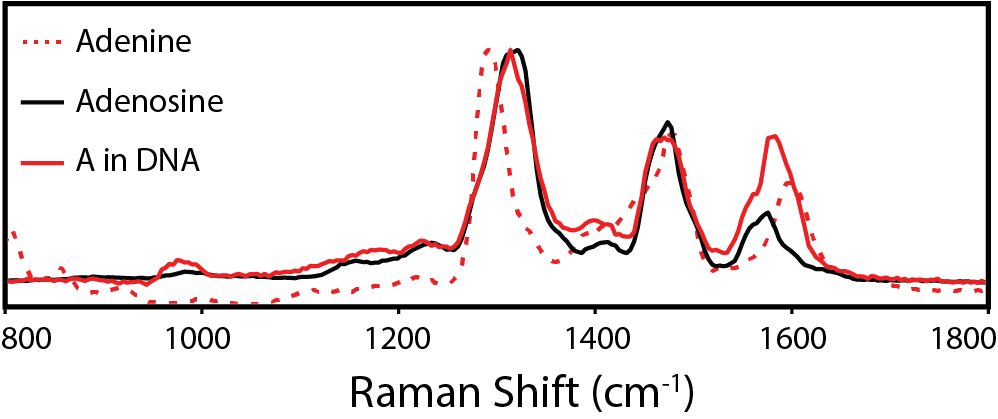 Adenine
Adenosine
A in DNA
800 1000 1200 1400 1600 1800
Raman Shift (cm-1)